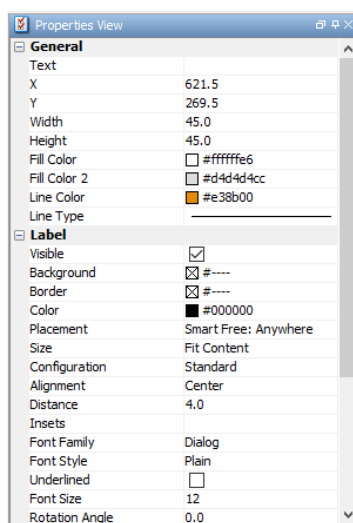 Properties View
General
Text
X 621.5
Y 269.5
Width 45.0
Height 45.0
Fill Color #ffffffe6
Fill Color 2 #d4d4d4cc
Line Color #e38b00
Line Type
Label
Visible
Background #----
Border #----
Color #000000
Placement Smart Free: Anywhere
Size Fit Content
Configuration Standard
Alignment Center
Distance 4.0
Insets
Font Family Dialog
Font Style Plain
Underlined
Font Size 12
Rotation Angle 0.0